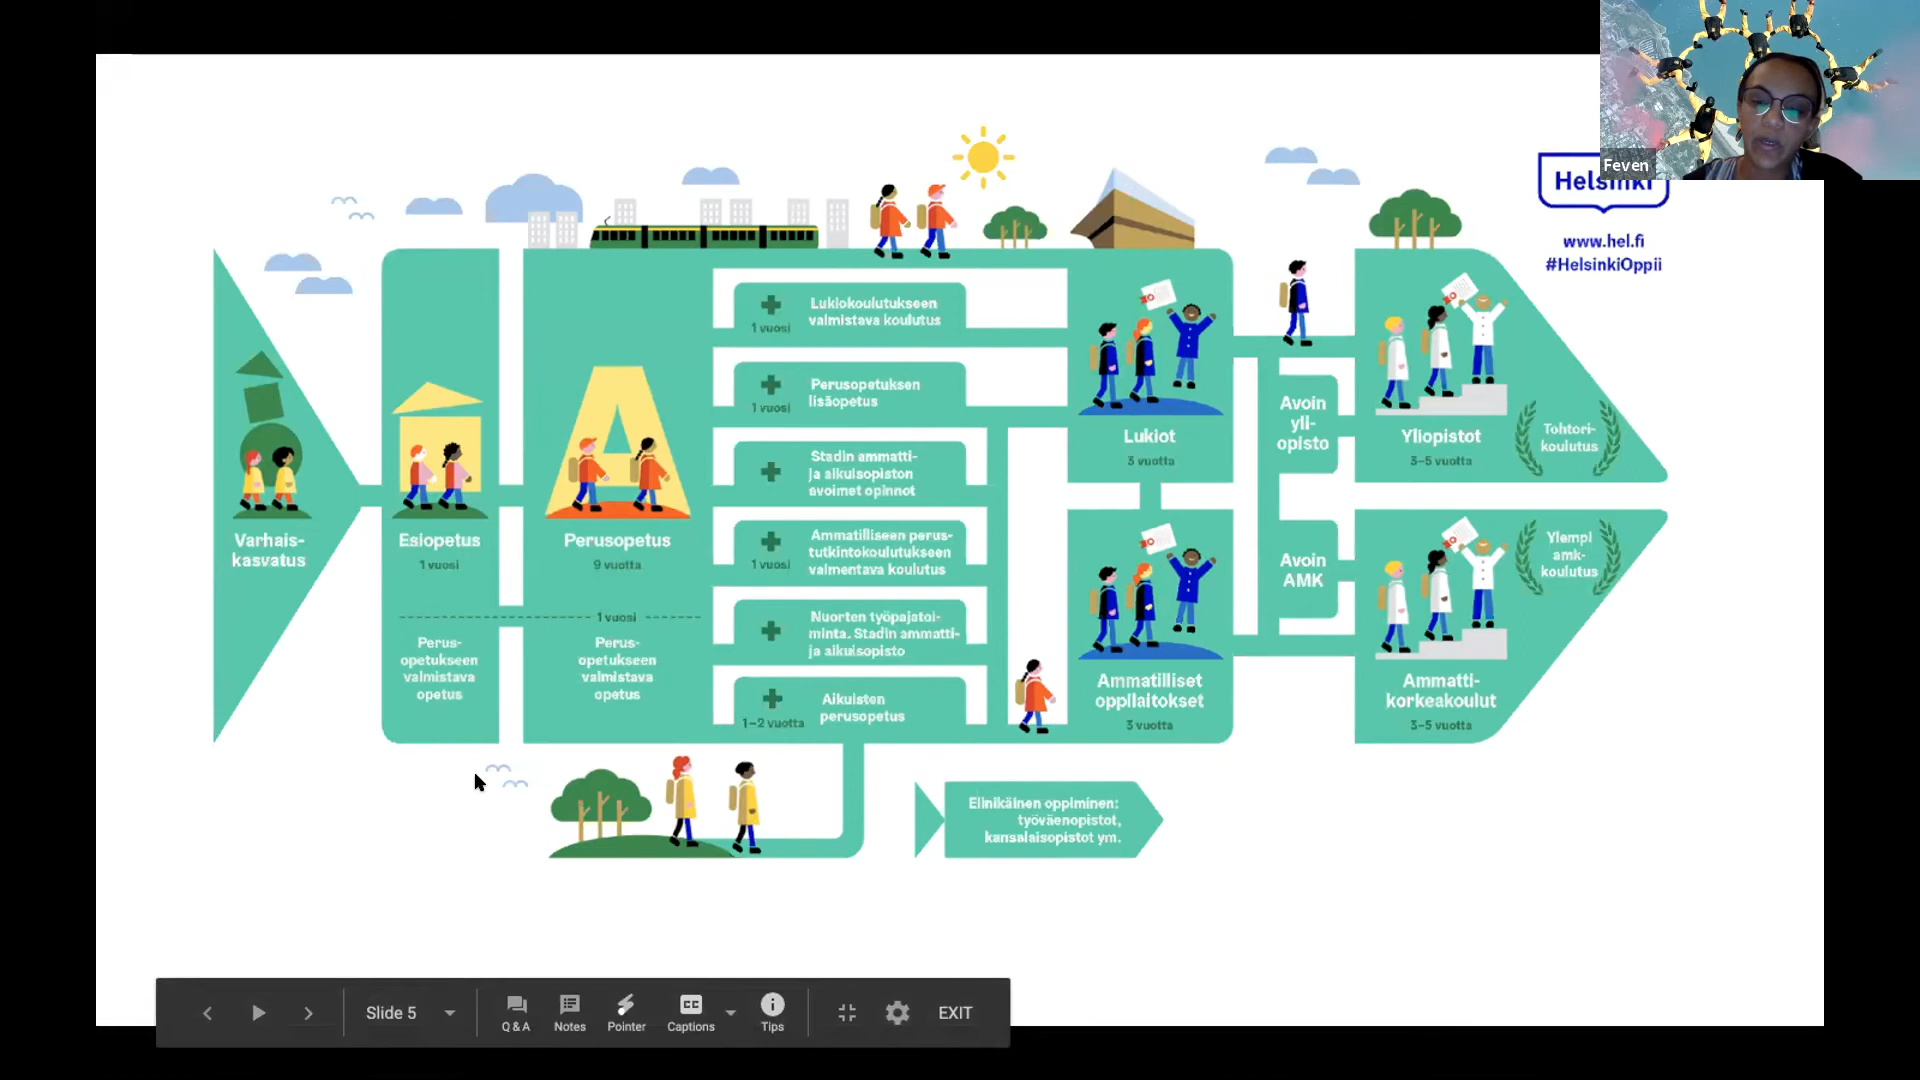 Feven
Helsinki
www.hel.fi
#HelsinkiOppii
Varhais-
kasvatus
Esiopetus
1 vuosi
Perusopetus
9 vuotta
1 vuosi
Perus-
opetukseen
valmistava
opetus
Perus-
opetukseen
valmistava
opetus
1 vuosi
Lukiokoulutukseen
valmistava koulutus
1 vuosi
Perusopetuksen
lisäopetus
Stadin ammatti-
ja aikuisopiston
avoimet opinnot
1 vuosi
Ammatilliseen perus-
tutkintokoulutukseen
valmentava koulutus
Nuorten työpajatoi-
minta. Stadin ammatti-
ja aikuisopisto
1–2 vuotta
Aikuisten
perusopetus
Lukiot
3 vuotta
Ammatilliset
oppilaitokset
3 vuotta
Avoin
yli-
opisto
Avoin
AMK
Yliopistot
3–5 vuotta
Tohtori-
koulutus
Ammatti-
korkeakoulut
3–5 vuotta
Ylempi
amk-
koulutus
Elinikäinen oppiminen:
työväenopistot,
kansalaisopistot ym.
Slide 5
Q & A
Notes
Pointer
CC
Captions
Tips
EXIT